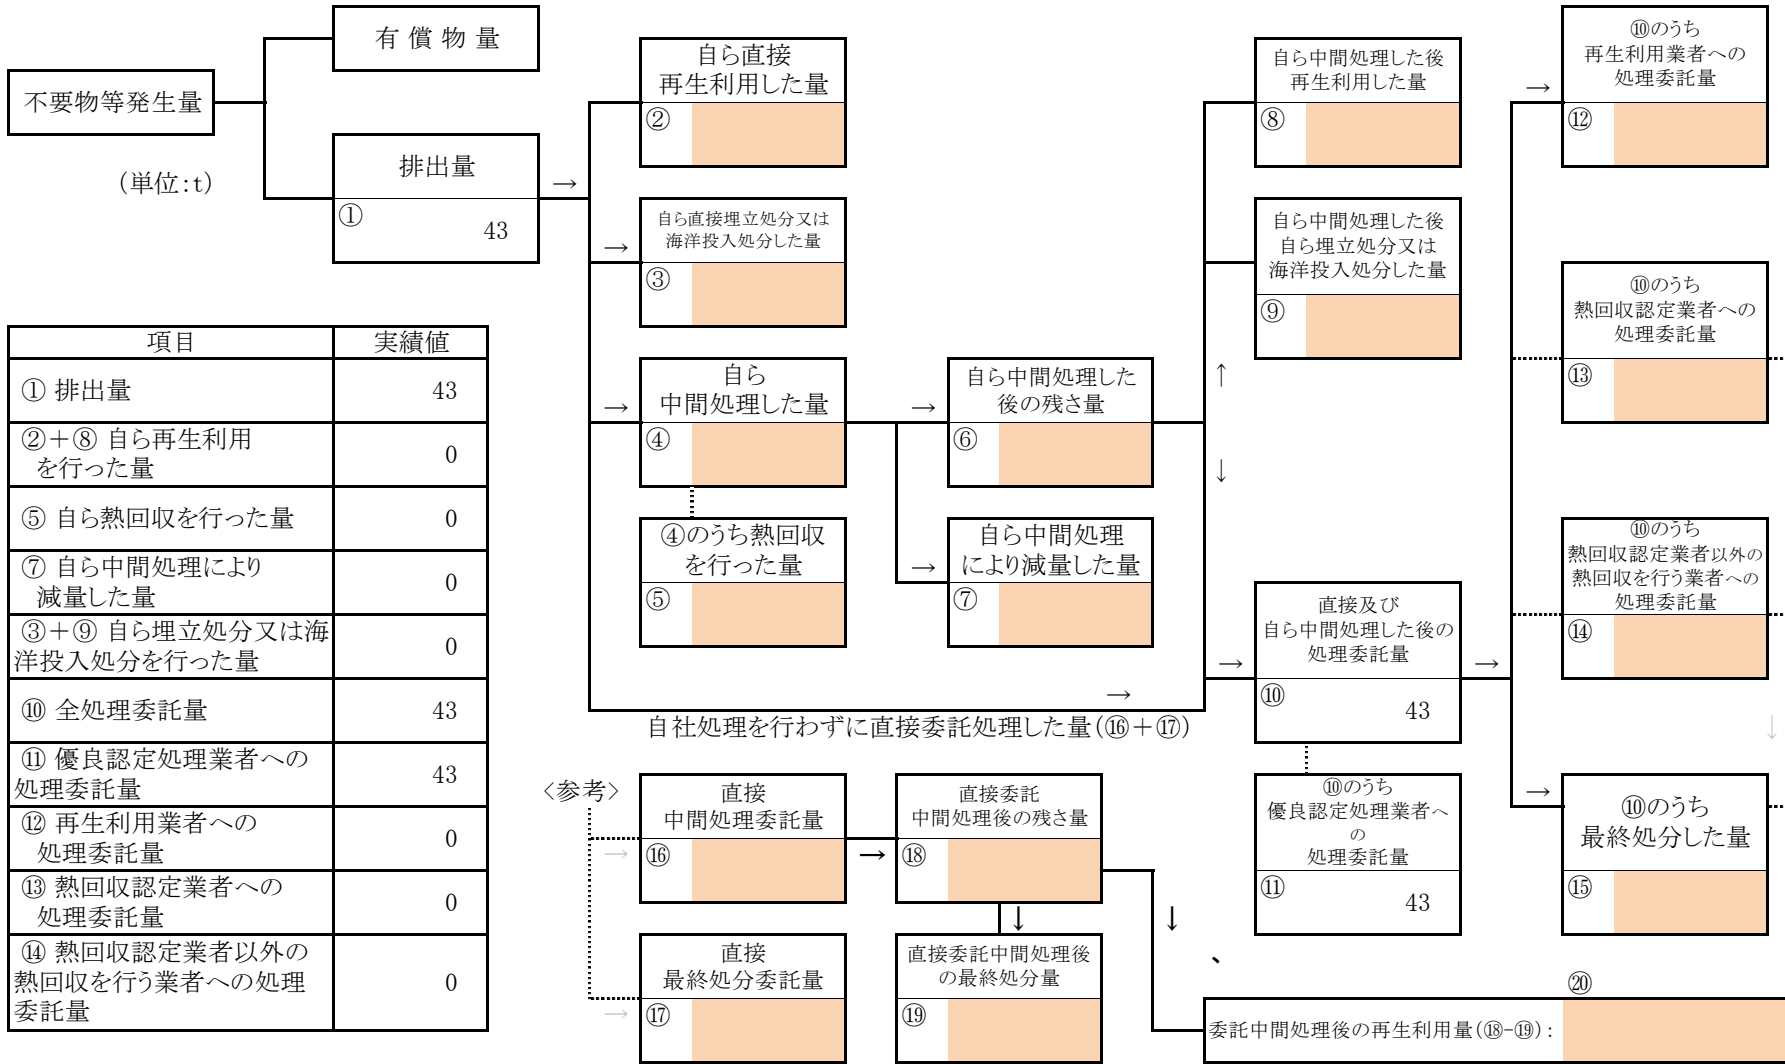 有 償 物 量
不要物等発生量
(単位:t)
排出量
→
①
43
自ら直接
再生利用した量
②
→
自ら直接埋立処分又は
海洋投入処分した量
③
→
自ら
中間処理した量
④
④のうち熱回収
を行った量
⑤
→
自ら中間処理した
後の残さ量
⑥
→
自ら中間処理
により減量した量
⑦
↑
↓
自ら中間処理した後
再生利用した量
⑧
自ら中間処理した後
自ら埋立処分又は
海洋投入処分した量
⑨
→
自社処理を行わずに直接委託処理した量(⑯+⑰)
→
直接及び
自ら中間処理した後の
処理委託量
⑩
43
⑩のうち
優良認定処理業者へ
の
処理委託量
⑪
43
→
→
⑩のうち
再生利用業者への
処理委託量
⑫
⑩のうち
熱回収認定業者への
処理委託量
⑬
⑩のうち
熱回収認定業者以外の
熱回収を行う業者への
処理委託量
⑭
↓
→
⑩のうち
最終処分した量
⑮
項目 実績値
① 排出量 43
②+⑧ 自ら再生利用
を行った量 0
⑤ 自ら熱回収を行った量 0
⑦ 自ら中間処理により
減量した量 0
③+⑨ 自ら埋立処分又は海
洋投入処分を行った量 0
⑩ 全処理委託量 43
⑪ 優良認定処理業者への
処理委託量 43
⑫ 再生利用業者への
処理委託量 0
⑬ 熱回収認定業者への
処理委託量 0
⑭ 熱回収認定業者以外の
熱回収を行う業者への処理
委託量 0
<参考>
→
直接
中間処理委託量
⑯
→
直接委託
中間処理後の残さ量
⑱
→
直接
最終処分委託量
⑰
↓
直接委託中間処理後
の最終処分量
⑲
↓
、
⑳
委託中間処理後の再生利用量(⑱-⑲):